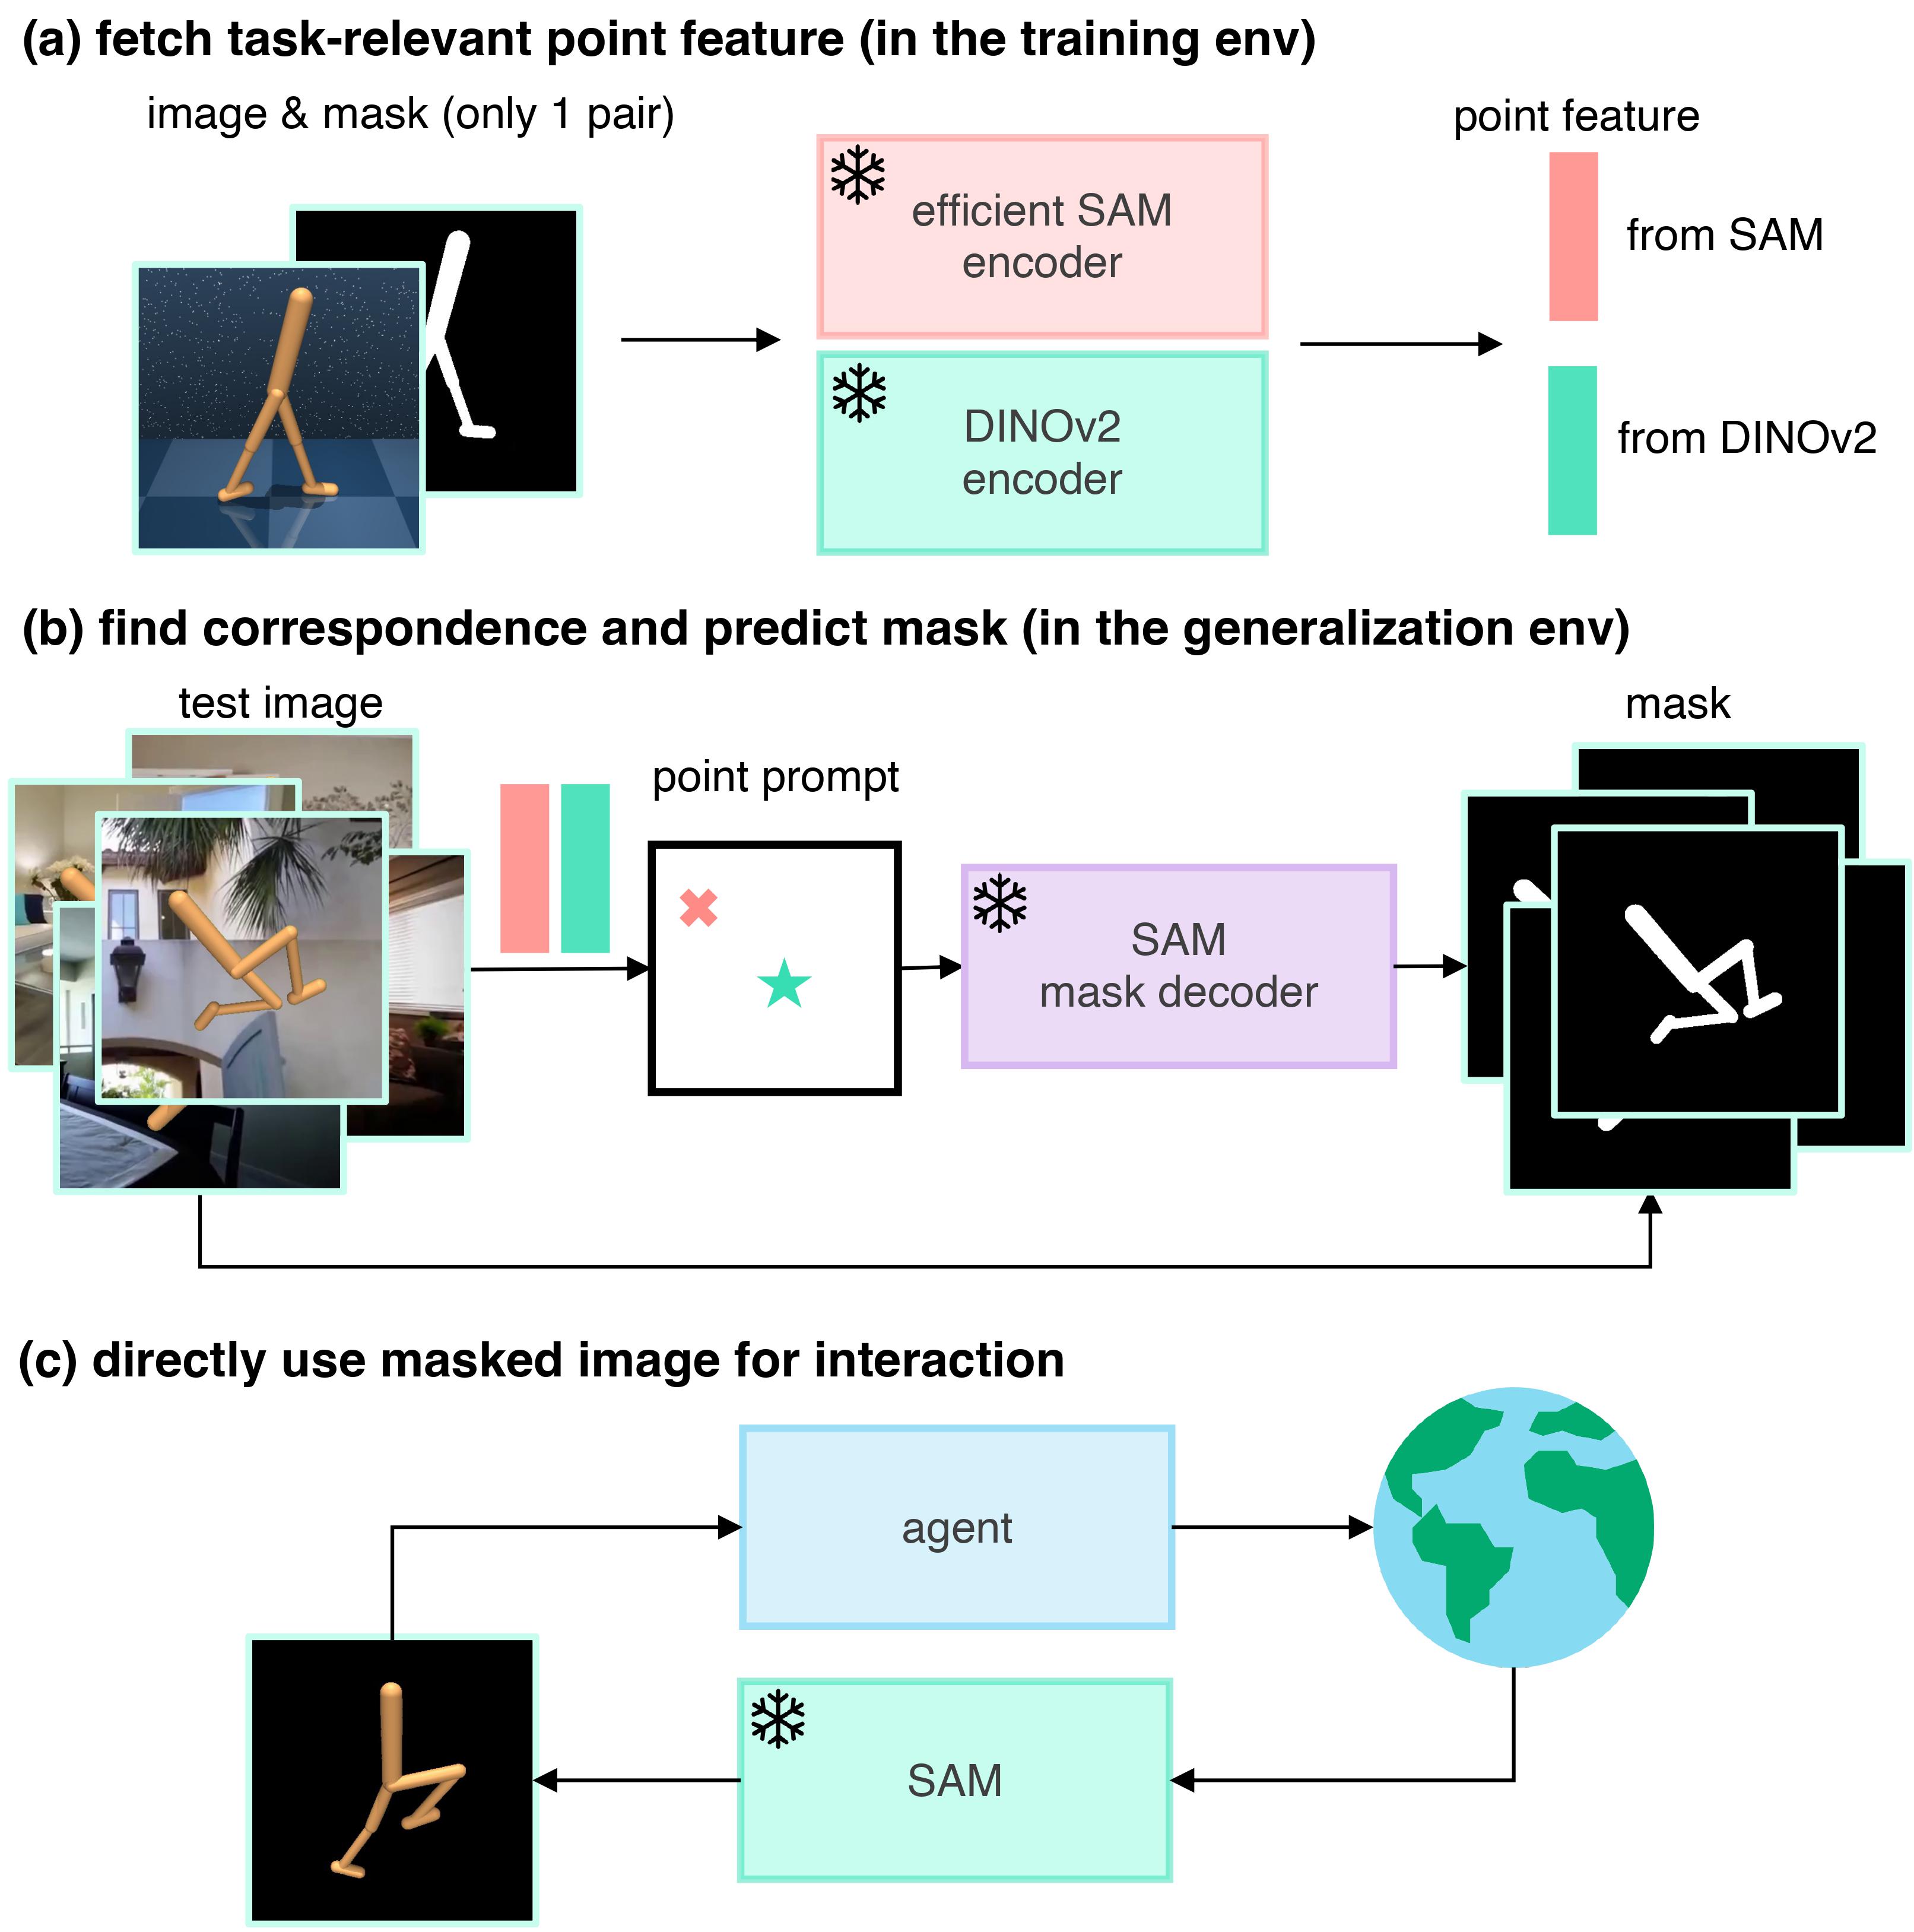 (a) fetch task-relevant point feature (in the training env)
image & mask (only 1 pair)
point feature
efficient SAM
encoder
from SAM
DINOv2
encoder
from DINOv2
(b) find correspondence and predict mask (in the generalization env)
test image
mask
point prompt
SAM
mask decoder
(c) directly use masked image for interaction
agent
SAM